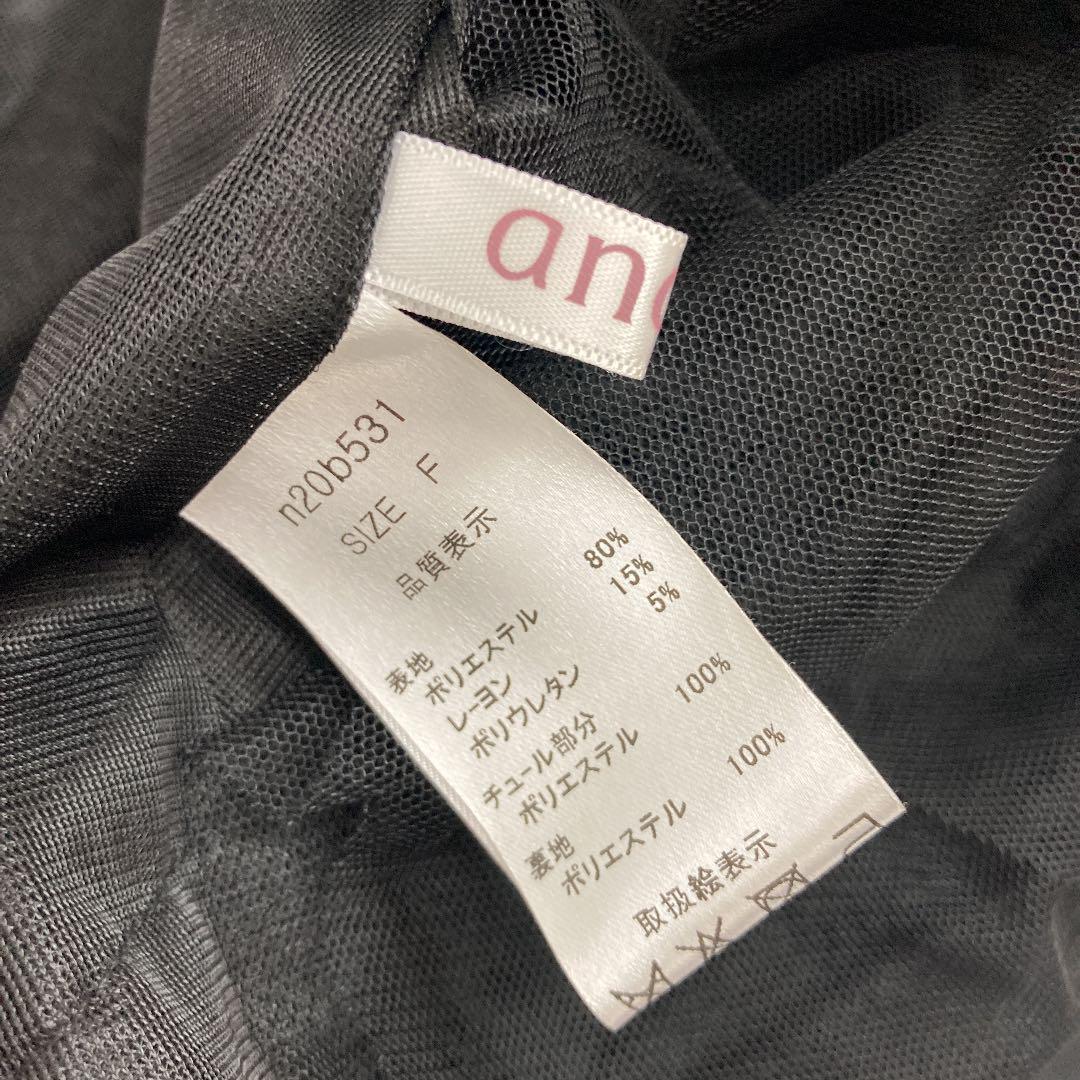 an
n20b531
SIZE F
品質表示
表地
ポリエステル 80%
レーヨン 15%
ポリウレタン 5%
チュール部分
ポリエステル 100%
裏地
ポリエステル 100%
取扱絵表示